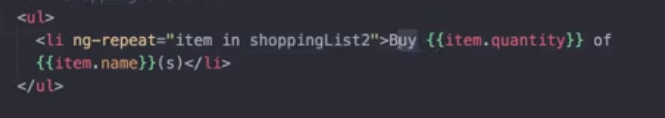 <ul>
<li ng-repeat="item in shoppingList2">Buy {{item.quantity}} of
{{item.name}}(s)</li>
</ul>